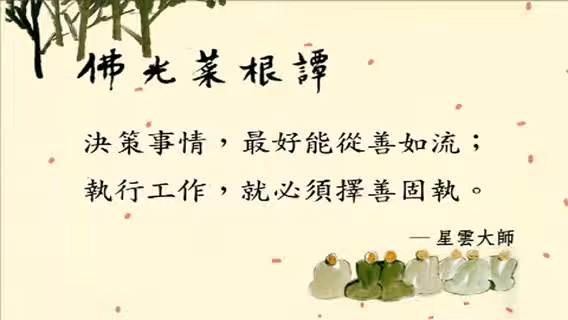 佛光菜根譚
決策事情，最好能從善如流；
執行工作，就必須擇善固執。
—星雲大師